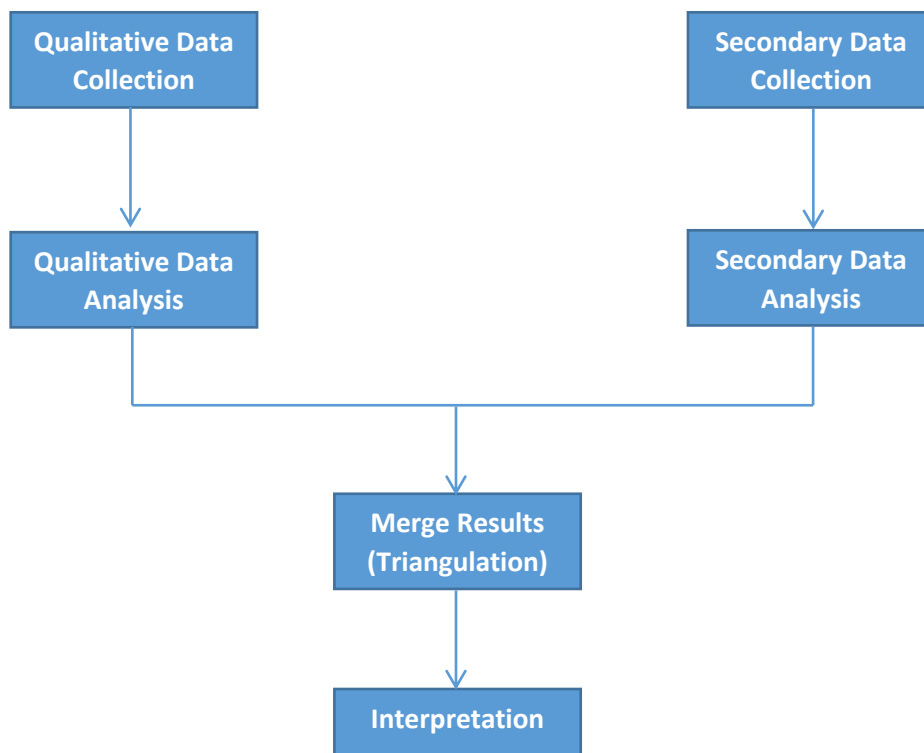 Qualitative Data
Collection
Secondary Data
Collection
Qualitative Data
Analysis
Secondary Data
Analysis
Merge Results
(Triangulation)
Interpretation